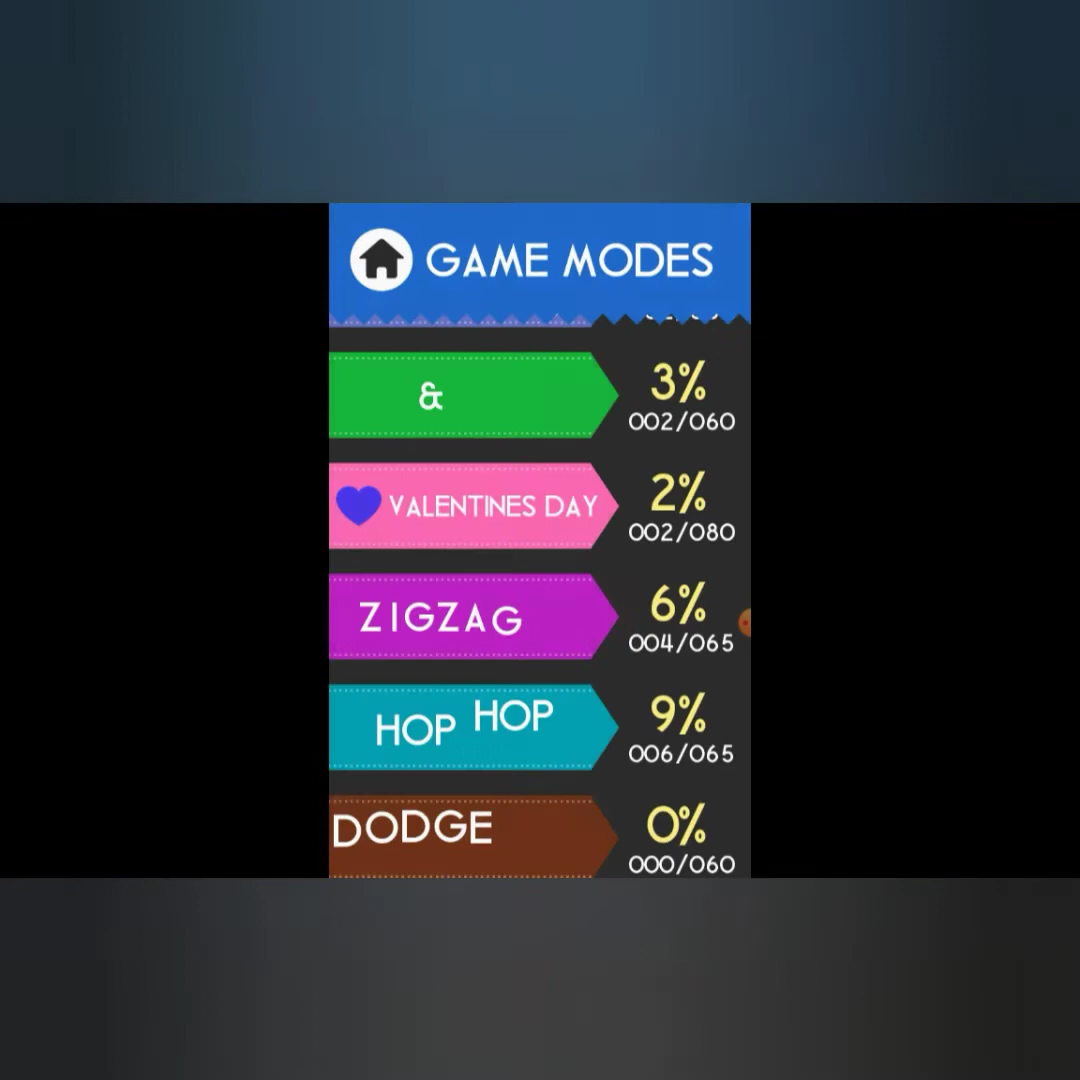 GAME MODES
&
3%
002/060
VALENTINES DAY
2%
002/080
ZIGZAG
6%
004/065
HOP HOP
9%
006/065
DODGE
0%
000/060